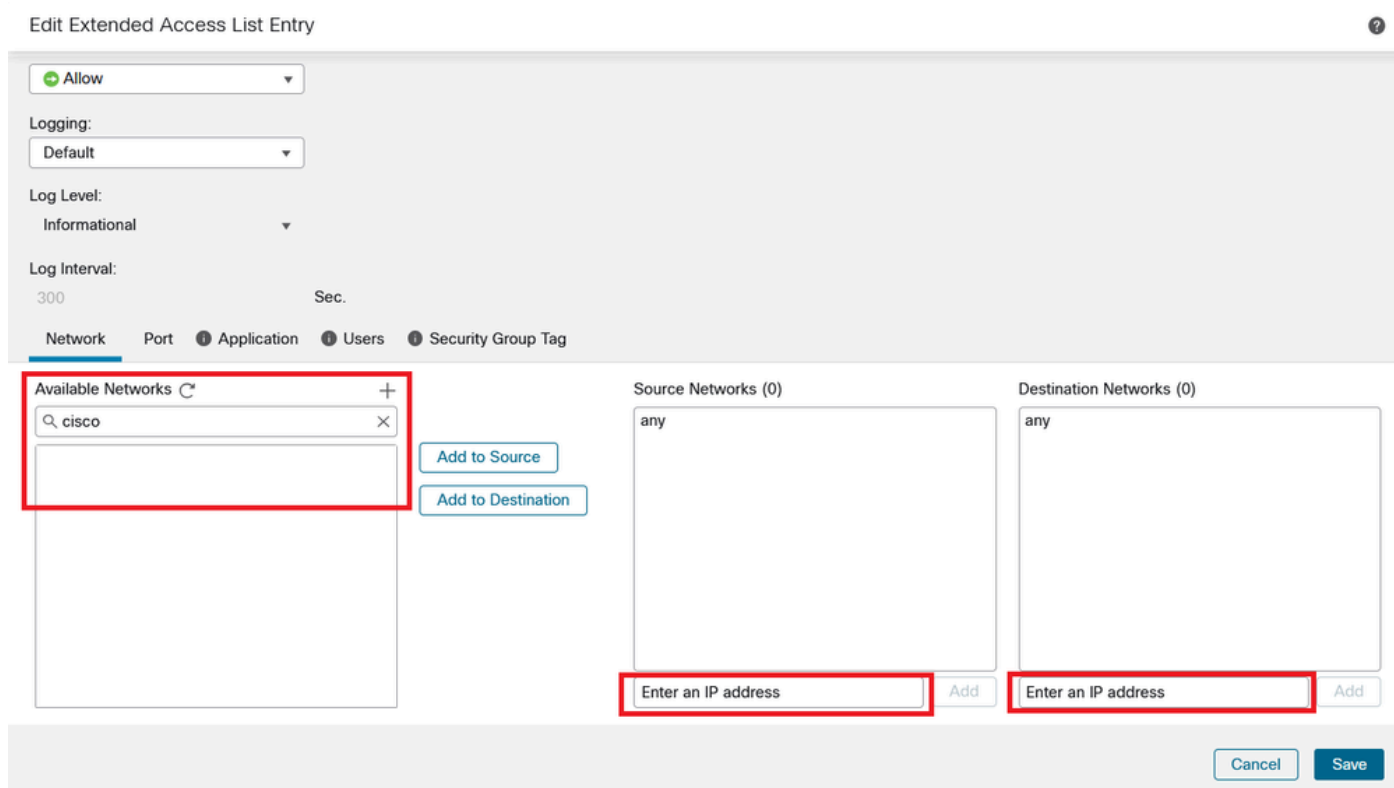 Edit Extended Access List Entry
Allow
Logging:
Default
Log Level:
Informational
Log Interval:
300 Sec.
Network Port Application Users Security Group Tag
Available Networks
cisco
Add to Source
Add to Destination
Source Networks (0)
any
Enter an IP address Add
Destination Networks (0)
any
Enter an IP address Add
Cancel Save